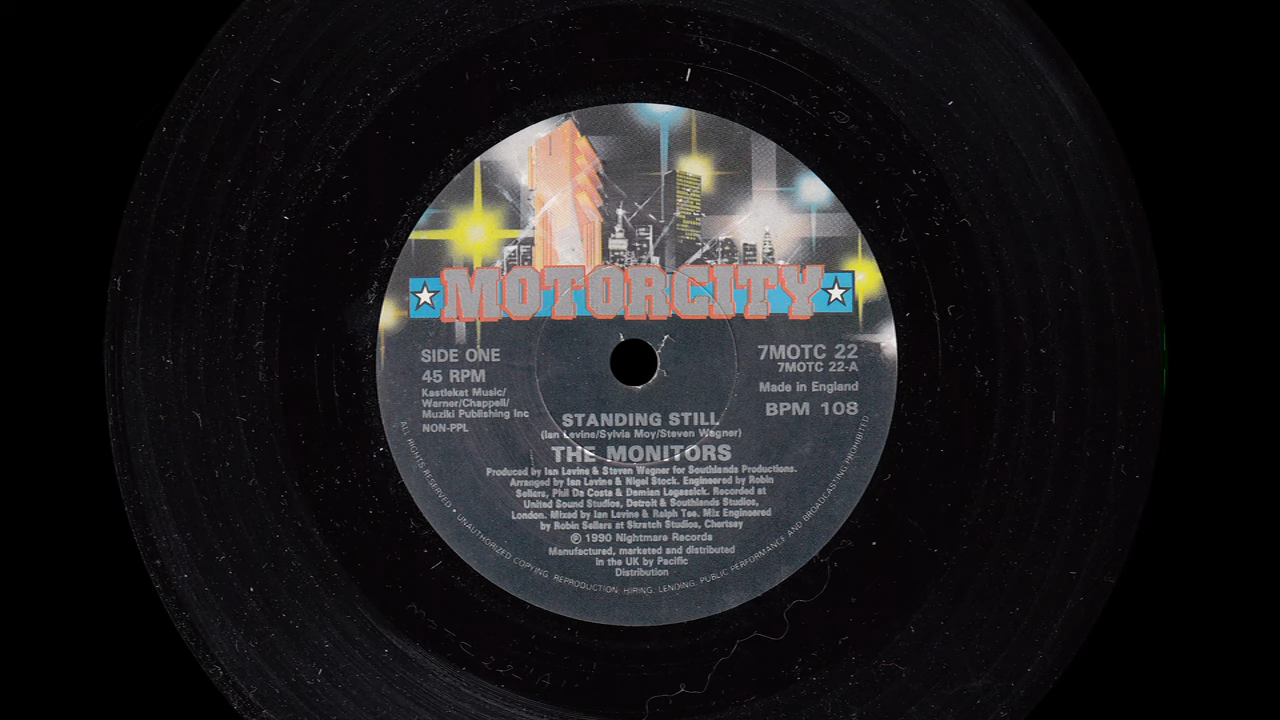 MOTORCITY
SIDE ONE
45 RPM
Kastlekat Music/
Warner/Chappell/
Muziki Publishing Inc
NON-PPL
7MOTC 22
7MOTC 22-A
Made in England
BPM 108
STANDING STILL
(Ian Levine/Sylvia Moy/Steven Wagner)
THE MONITORS
Produced by Ian Levine & Steven Wagner for Southlands Productions.
Arranged by Ian Levine & Nigel Stock. Engineered by Robin
Sellars, Phil Da Costa & Damian Legassick. Recorded at
United Sound Studios, Detroit & Southlands Studios,
London. Mixed by Ian Levine & Ralph Tee. Mix Engineered
by Robin Sellars at Skratch Studios, Chertsey
℗ 1990 Nightmare Records
Manufactured, marketed and distributed
in the UK by Pacific
Distribution
ALL RIGHTS RESERVED • UNAUTHORIZED COPYING, REPRODUCTION, HIRING, LENDING, PUBLIC PERFORMANCE AND BROADCASTING PROHIBITED